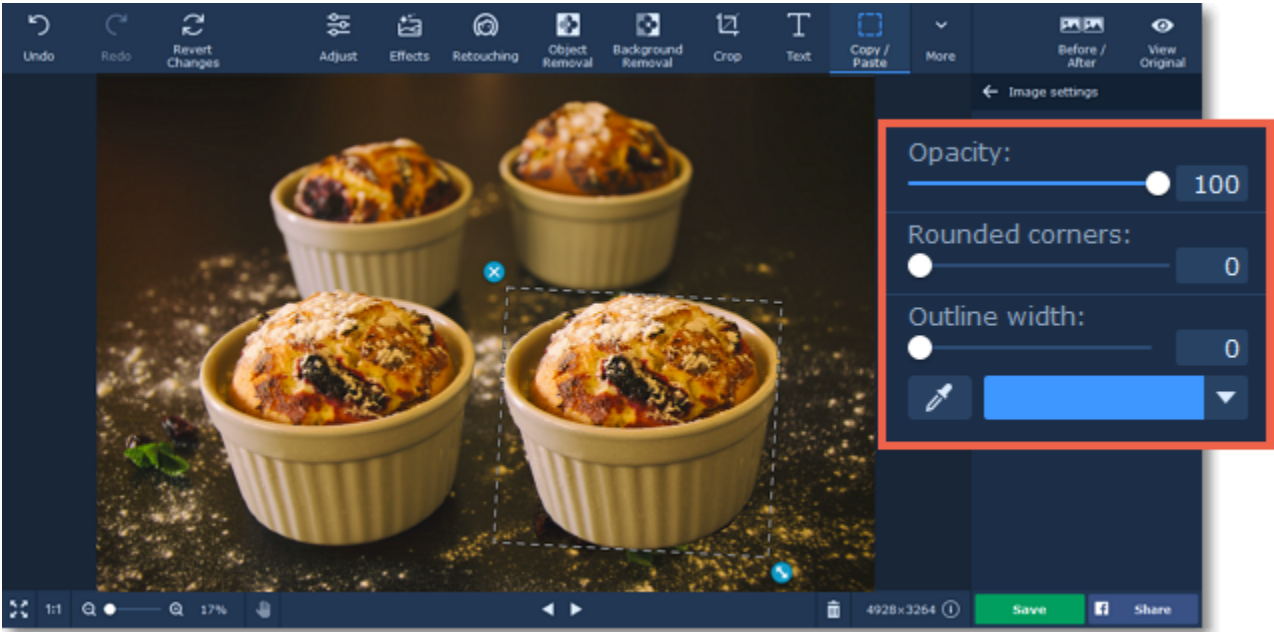 Undo
Redo
Revert
Changes
Adjust
Effects
Retouching
Object
Removal
Background
Removal
Crop
Text
Copy /
Paste
More
Before /
After
View
Original
Image settings
Opacity:
100
Rounded corners:
0
Outline width:
0
1:1
17%
4928×3264
Save
Share